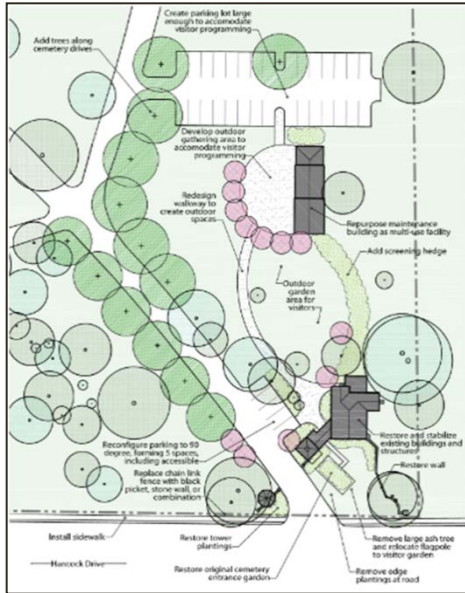 Create parking lot large
enough to accomodate
visitor programming
Add trees along
cemetery drives
Develop outdoor
gathering area to
accomodate visitor
programming
Redesign
walkway to
create outdoor
spaces
Repurpose maintenance
building as multi-use facility
Add screening hedge
Outdoor
garden
area for
visitors
Reconfigure parking to 90
degree, forming 5 spaces,
including accessible
Restore and stabilize
existing buildings and
structures
Replace chain link
fence with black
picket, stone wall, or
combination
Restore wall
Install sidewalk
Restore tower
plantings
Remove large ash tree
and relocate flagpole
to visitor garden
Hancock Drive
Restore original cemetery
entrance garden
Remove edge
plantings at road